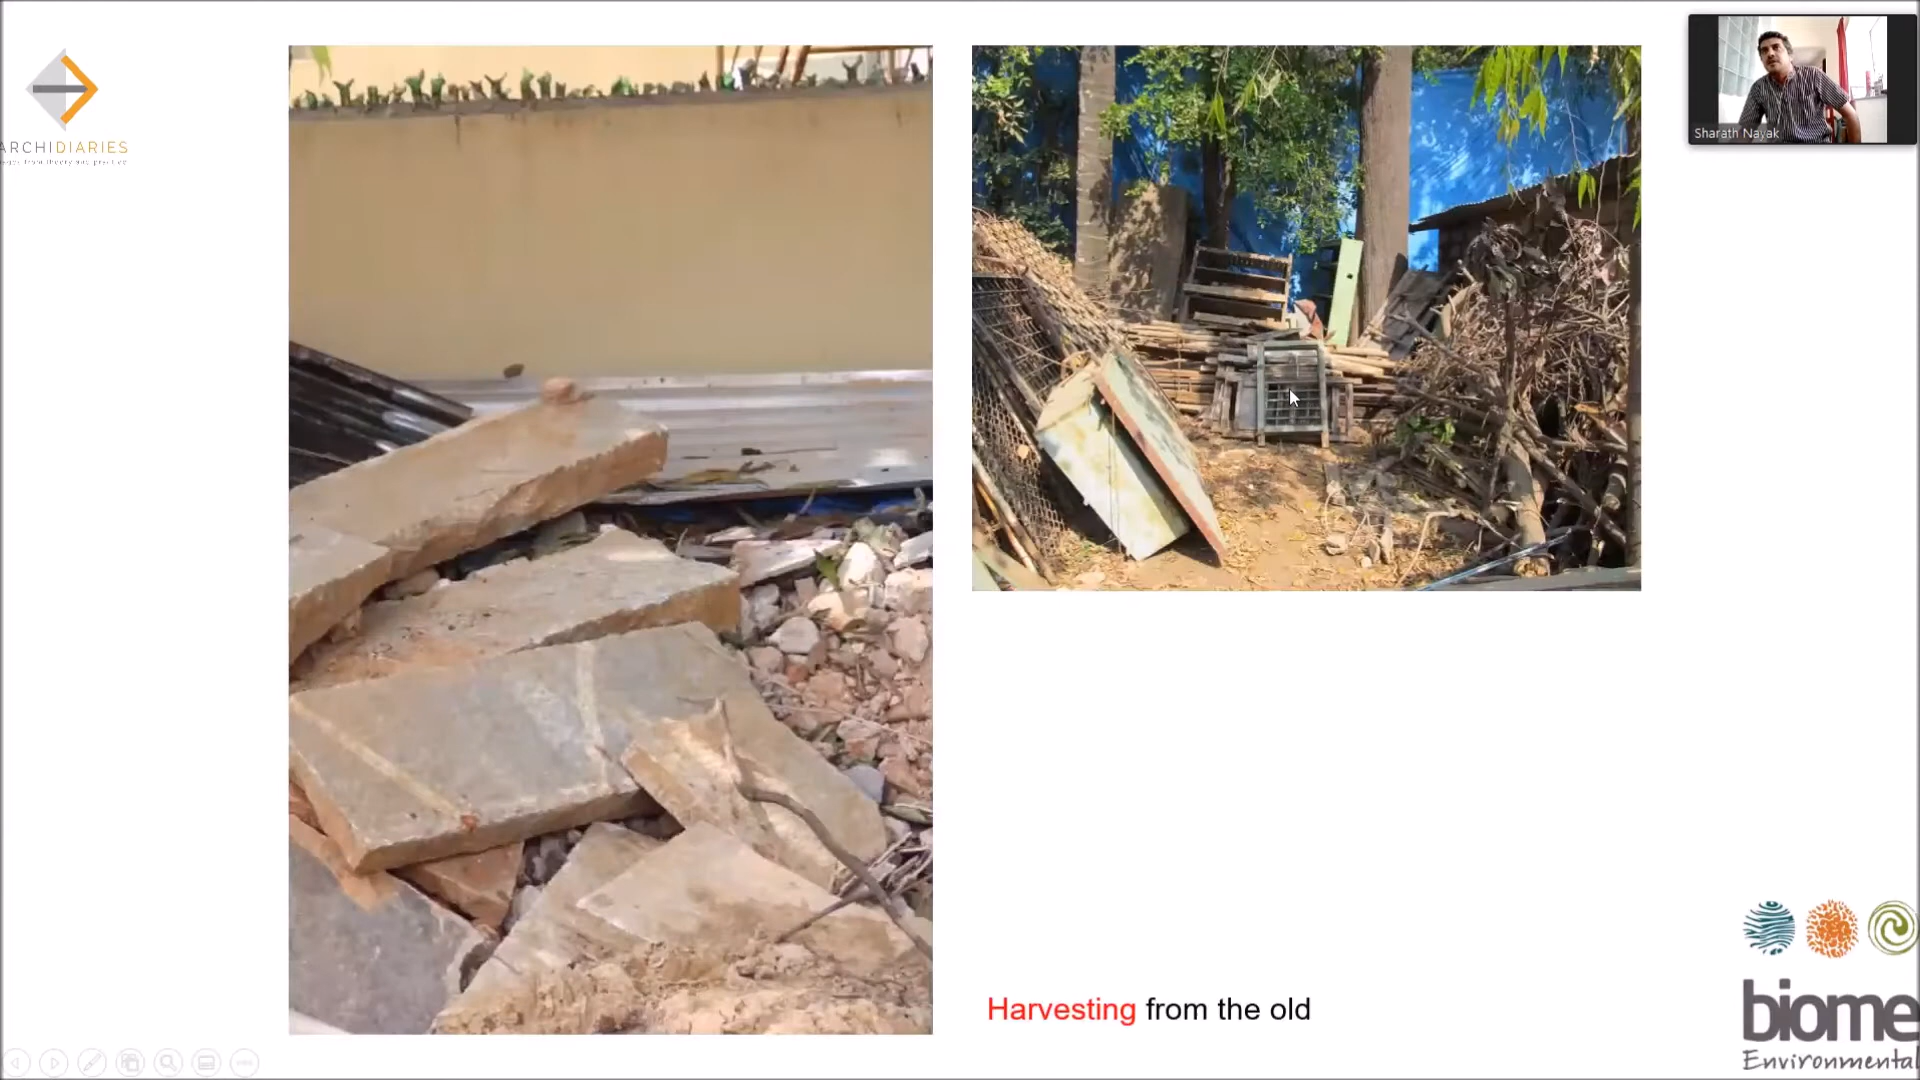 ARCHIDIARIES
Sharath Nayak
Harvesting from the old
biome
Environmental